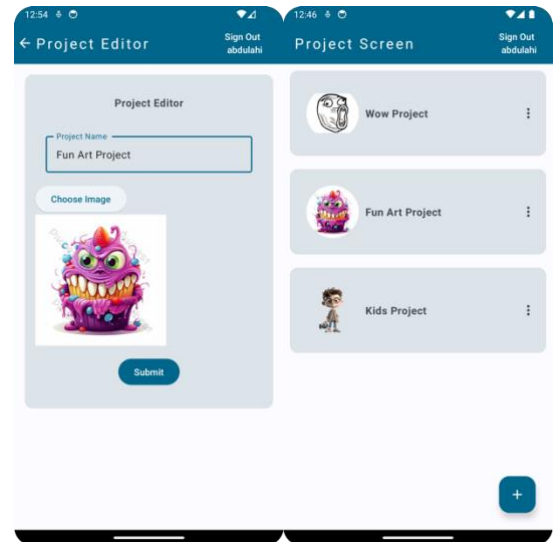 12:54
Project Editor
Sign Out
abdulahi
Project Editor
Project Name
Fun Art Project
Choose Image
Submit
12:46
Project Screen
Sign Out
abdulahi
Wow Project
Fun Art Project
Kids Project
+